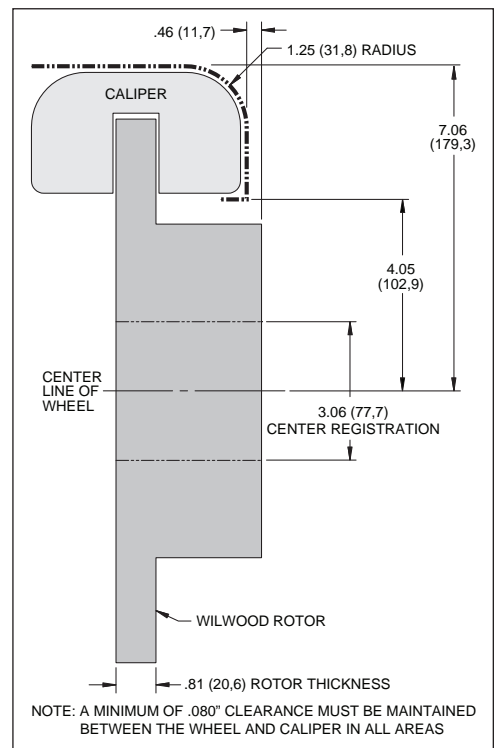 .46 (11,7)
1.25 (31,8) RADIUS
CALIPER
7.06
(179,3)
4.05
(102,9)
CENTER
LINE OF
WHEEL
3.06 (77,7)
CENTER REGISTRATION
WILWOOD ROTOR
.81 (20,6) ROTOR THICKNESS
NOTE: A MINIMUM OF .080" CLEARANCE MUST BE MAINTAINED
BETWEEN THE WHEEL AND CALIPER IN ALL AREAS